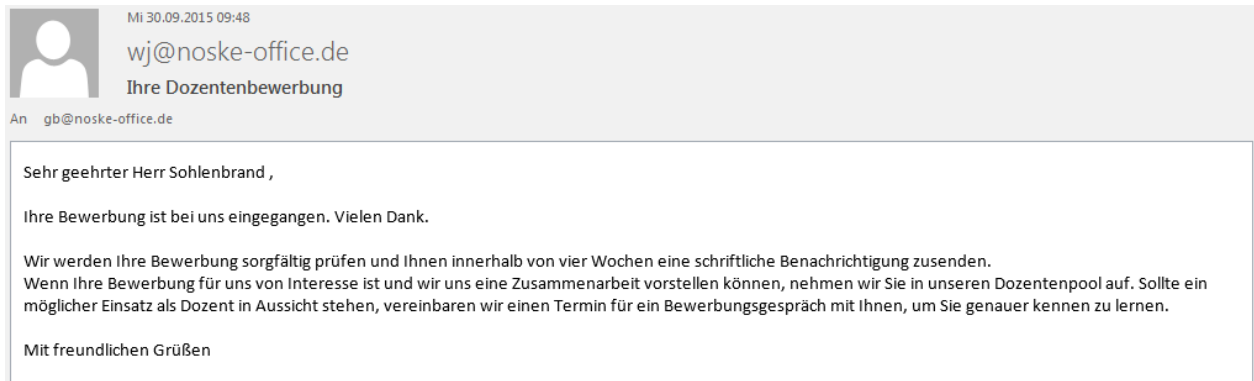 Mi 30.09.2015 09:48
wj@noske-office.de
Ihre Dozentenbewerbung
An gb@noske-office.de
Sehr geehrter Herr Sohlenbrand ,
Ihre Bewerbung ist bei uns eingegangen. Vielen Dank.
Wir werden Ihre Bewerbung sorgfältig prüfen und Ihnen innerhalb von vier Wochen eine schriftliche Benachrichtigung zusenden.
Wenn Ihre Bewerbung für uns von Interesse ist und wir uns eine Zusammenarbeit vorstellen können, nehmen wir Sie in unseren Dozentenpool auf. Sollte ein
möglicher Einsatz als Dozent in Aussicht stehen, vereinbaren wir einen Termin für ein Bewerbungsgespräch mit Ihnen, um Sie genauer kennen zu lernen.
Mit freundlichen Grüßen